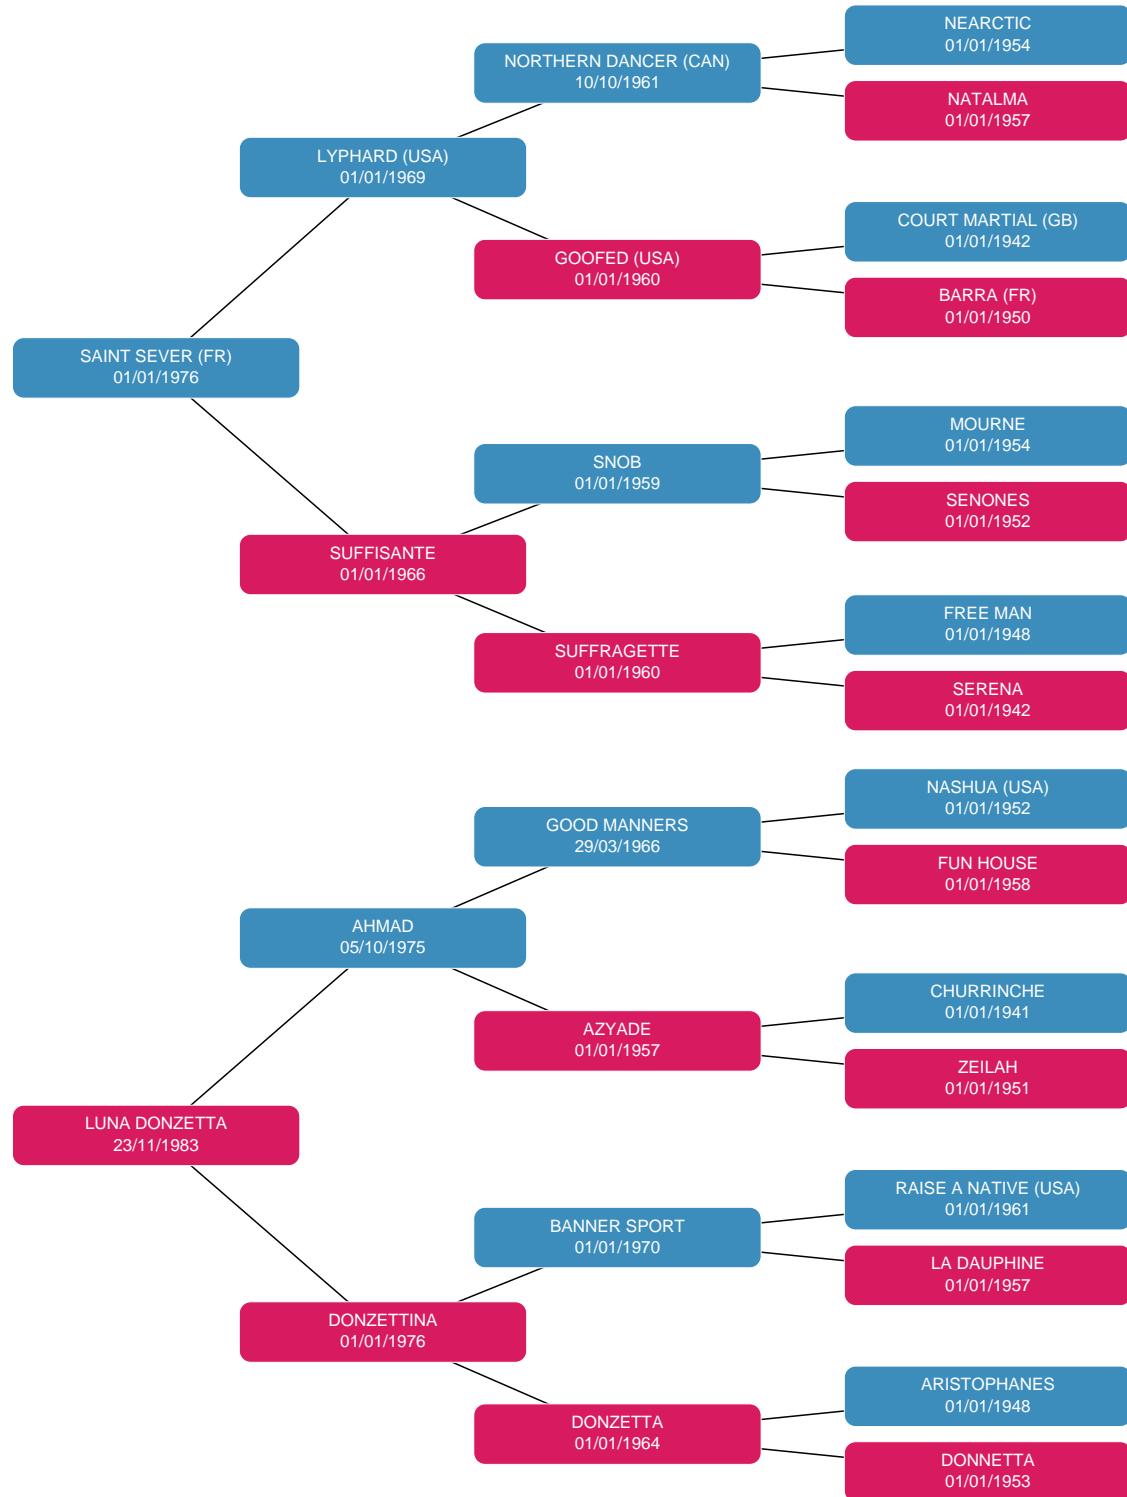 NEARCTIC
01/01/1954
NORTHERN DANCER (CAN)
10/10/1961
NATALMA
01/01/1957
LYPHARD (USA)
01/01/1969
COURT MARTIAL (GB)
01/01/1942
GOOFED (USA)
01/01/1960
BARRA (FR)
01/01/1950
SAINT SEVER (FR)
01/01/1976
MOURNE
01/01/1954
SNOB
01/01/1959
SENONES
01/01/1952
SUFFISANTE
01/01/1966
FREE MAN
01/01/1948
SUFFRAGETTE
01/01/1960
SERENA
01/01/1942
NASHUA (USA)
01/01/1952
GOOD MANNERS
29/03/1966
FUN HOUSE
01/01/1958
AHMAD
05/10/1975
CHURRINCHE
01/01/1941
AZYADE
01/01/1957
ZEILAH
01/01/1951
LUNA DONZETTA
23/11/1983
RAISE A NATIVE (USA)
01/01/1961
BANNER SPORT
01/01/1970
LA DAUPHINE
01/01/1957
DONZETTINA
01/01/1976
ARISTOPHANES
01/01/1948
DONZETTA
01/01/1964
DONNETTA
01/01/1953